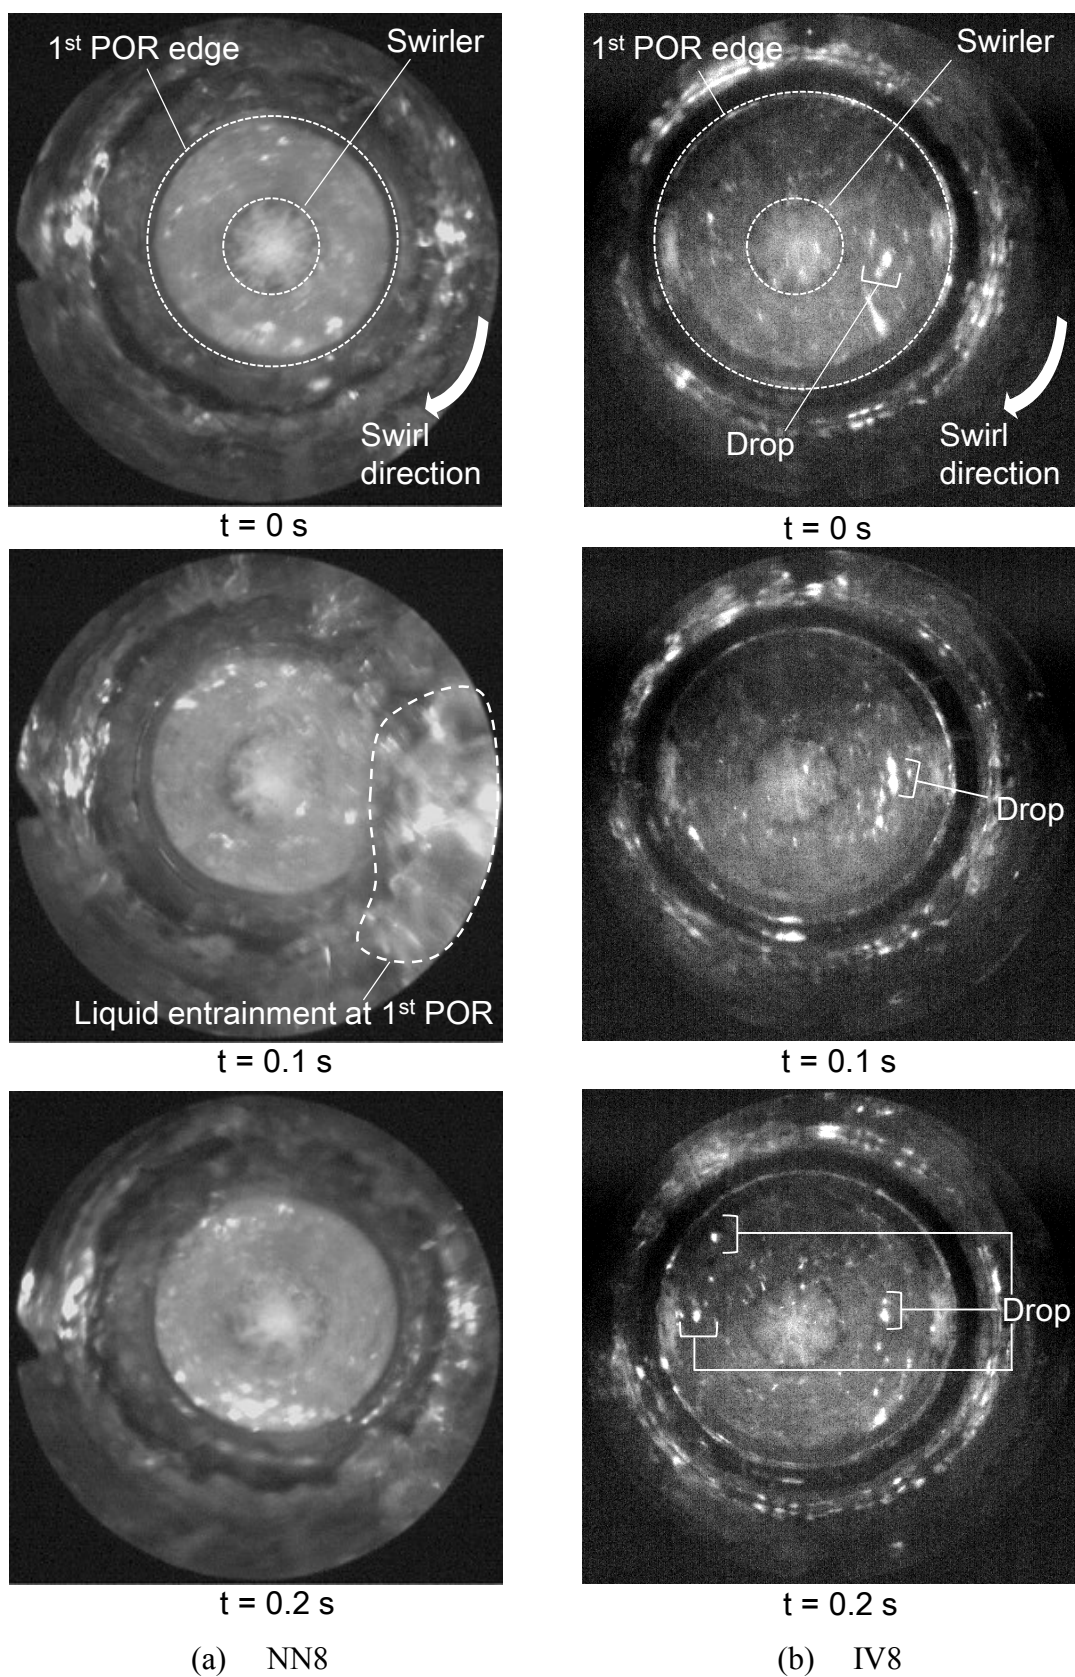 1st POR edge
Swirler
Swirl
direction
t = 0 s
1st POR edge
Swirler
Drop
Swirl
direction
t = 0 s
Liquid entrainment at 1st POR
t = 0.1 s
Drop
t = 0.1 s
t = 0.2 s
Drop
t = 0.2 s
(a) NN8
(b) IV8